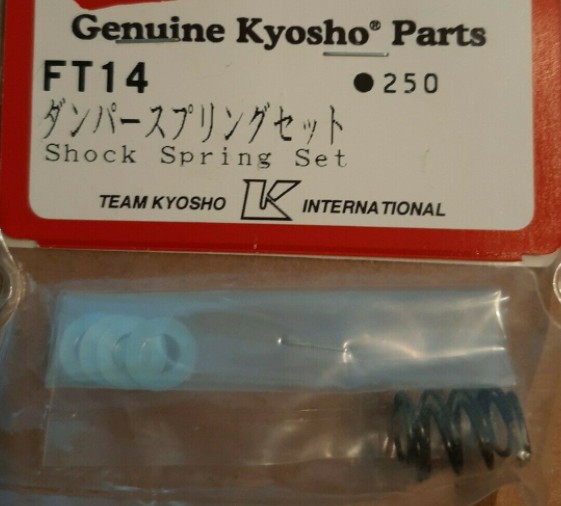 Genuine Kyosho® Parts
FT14 ●250
ダンパースプリングセット
Shock Spring Set
TEAM KYOSHO K INTERNATIONAL